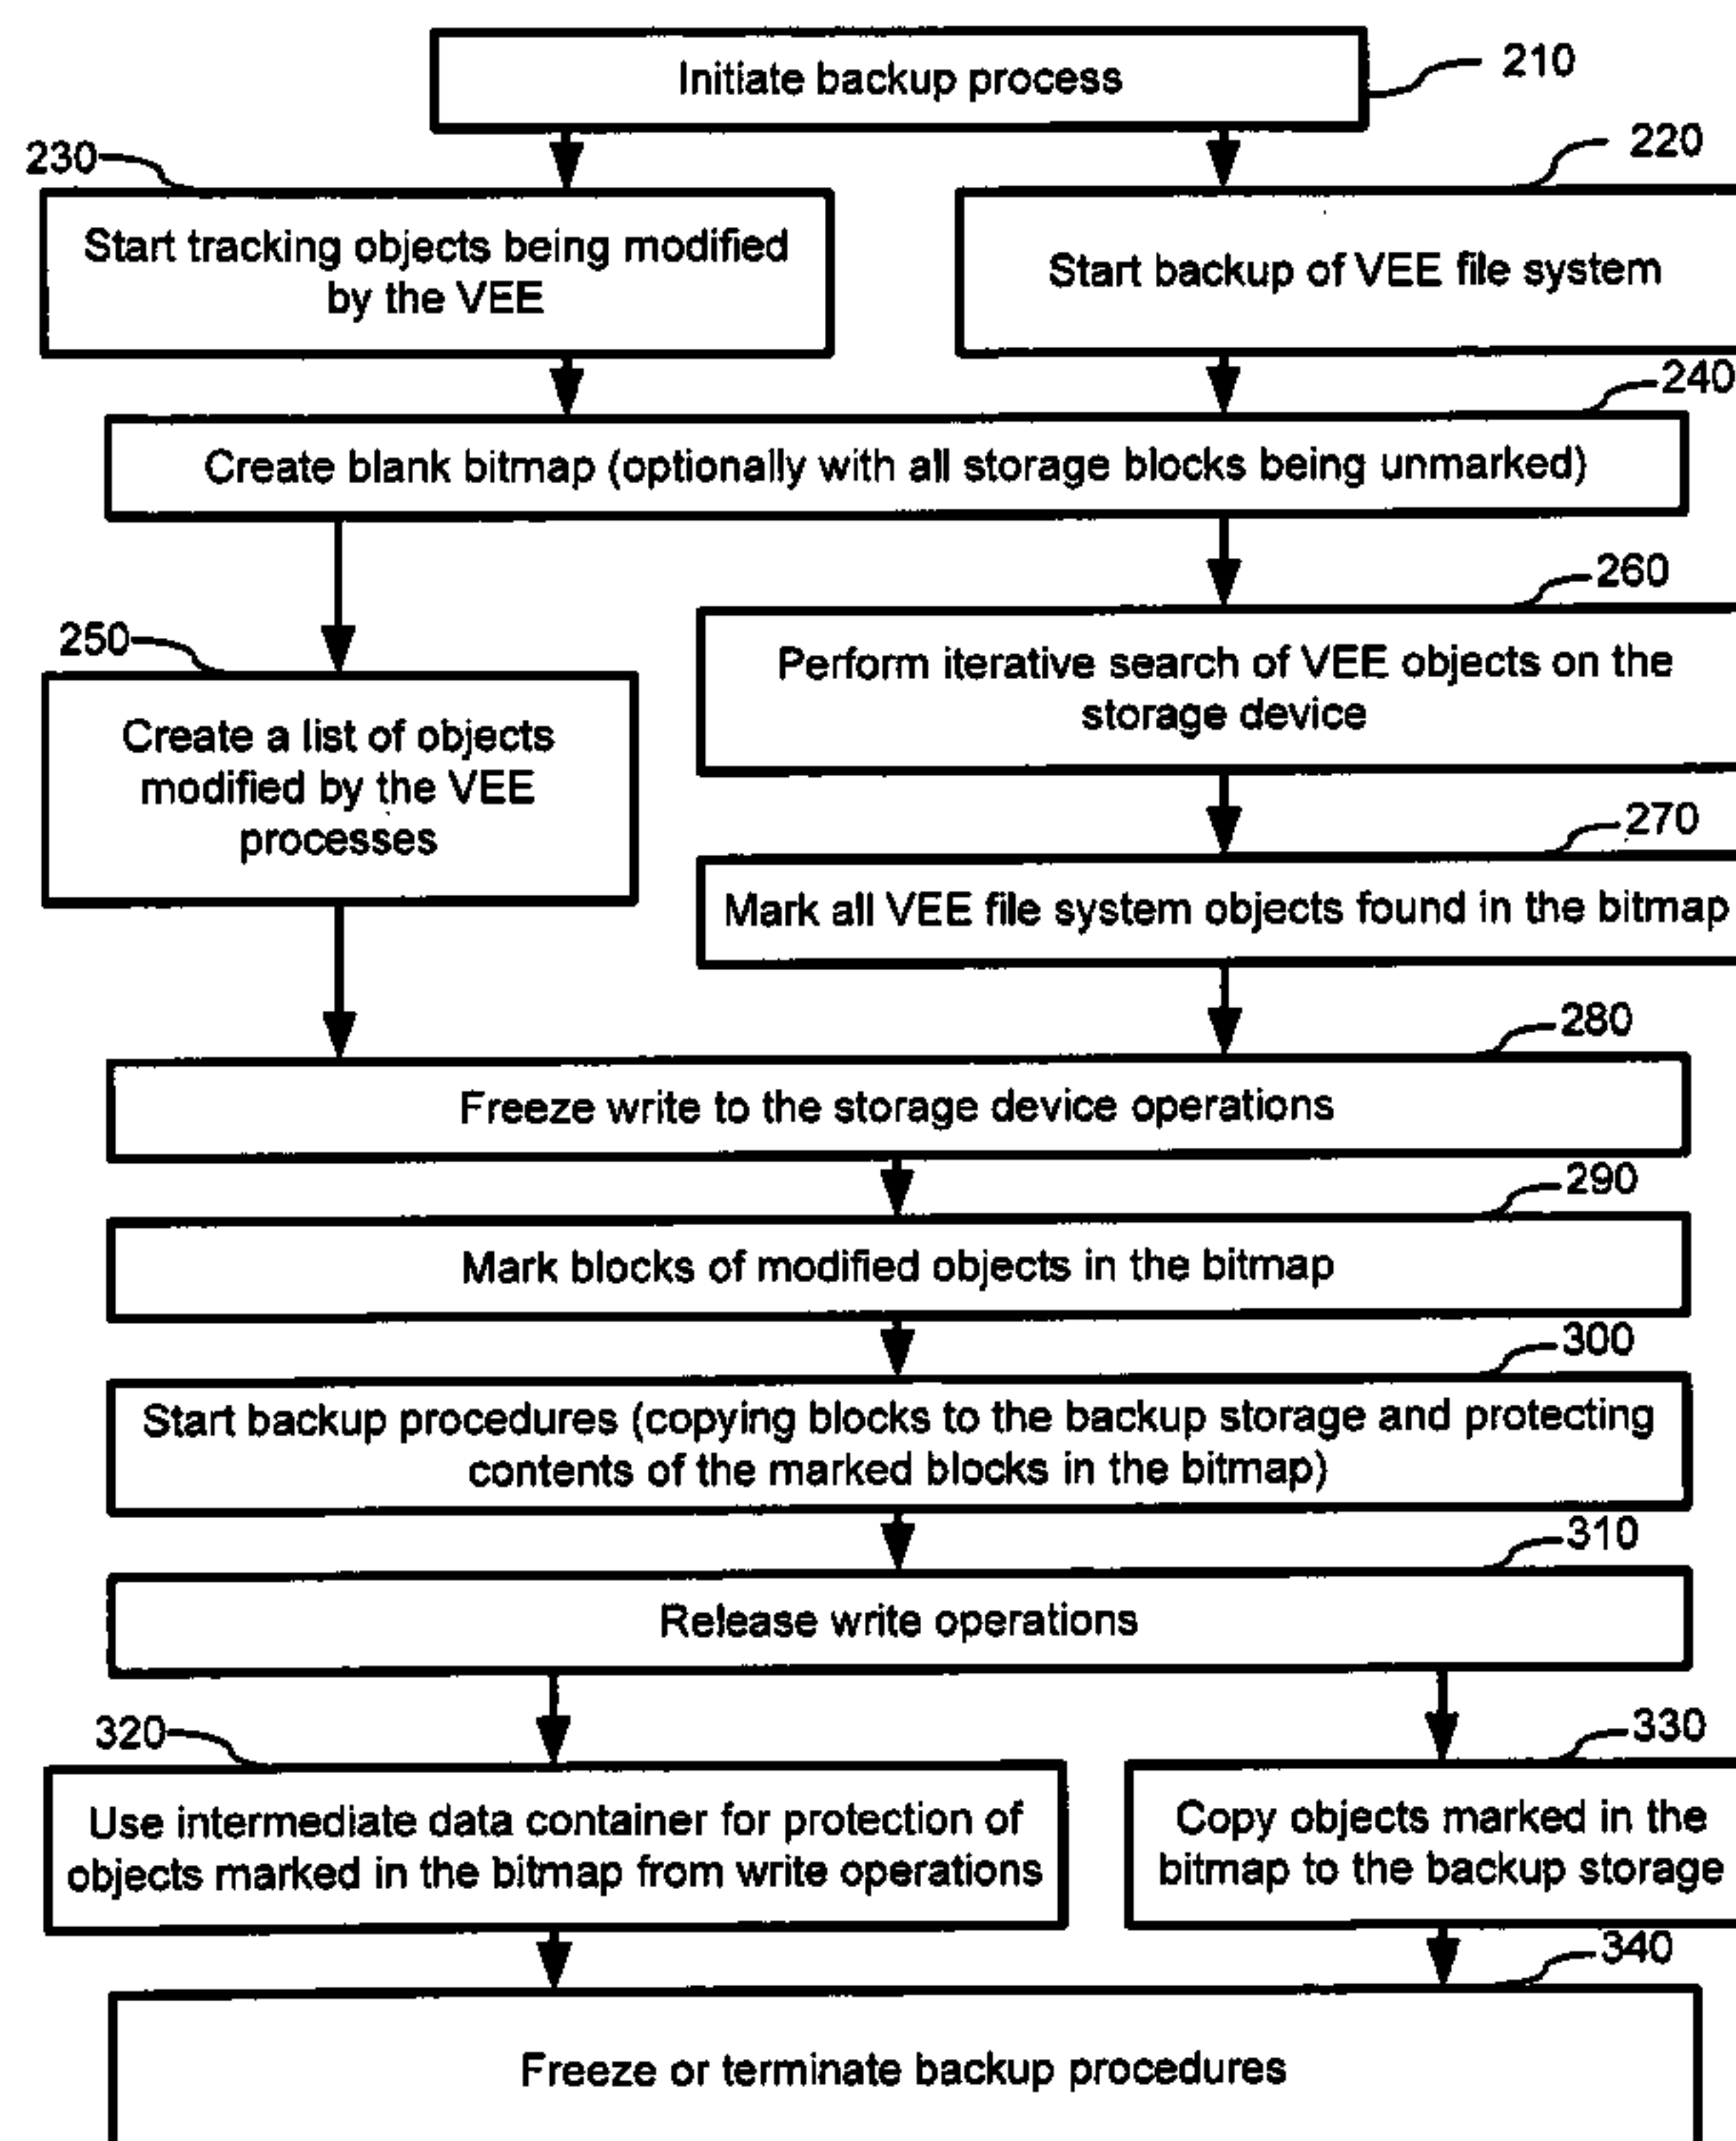 Initiate backup process
210
230
220
Start tracking objects being modified
by the VEE
Start backup of VEE file system
240
Create blank bitmap (optionally with all storage blocks being unmarked)
260
250
Perform iterative search of VEE objects on the
storage device
Create a list of objects
modified by the VEE
processes
270
Mark all VEE file system objects found in the bitmap
280
Freeze write to the storage device operations
290
Mark blocks of modified objects in the bitmap
300
Start backup procedures (copying blocks to the backup storage and protecting
contents of the marked blocks in the bitmap)
310
Release write operations
320
330
Use intermediate data container for protection of
objects marked in the bitmap from write operations
Copy objects marked in the
bitmap to the backup storage
340
Freeze or terminate backup procedures